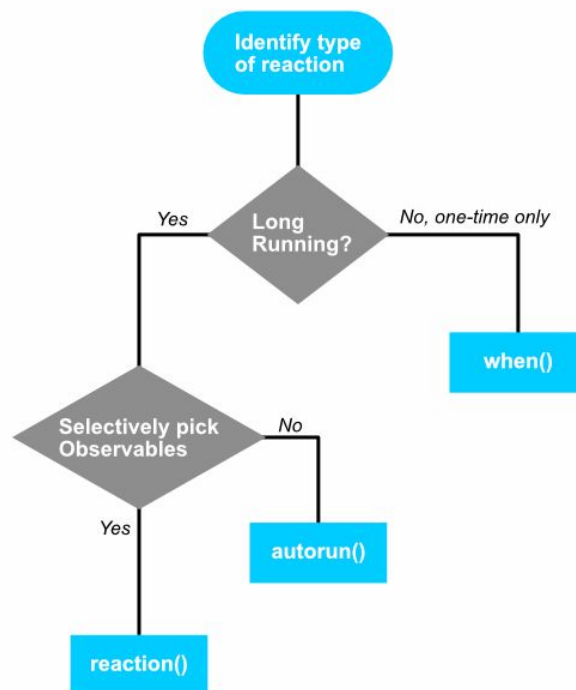 Identify type
of reaction
Yes
Long
Running?
No, one-time only
when()
Selectively pick
Observables
No
Yes
autorun()
reaction()